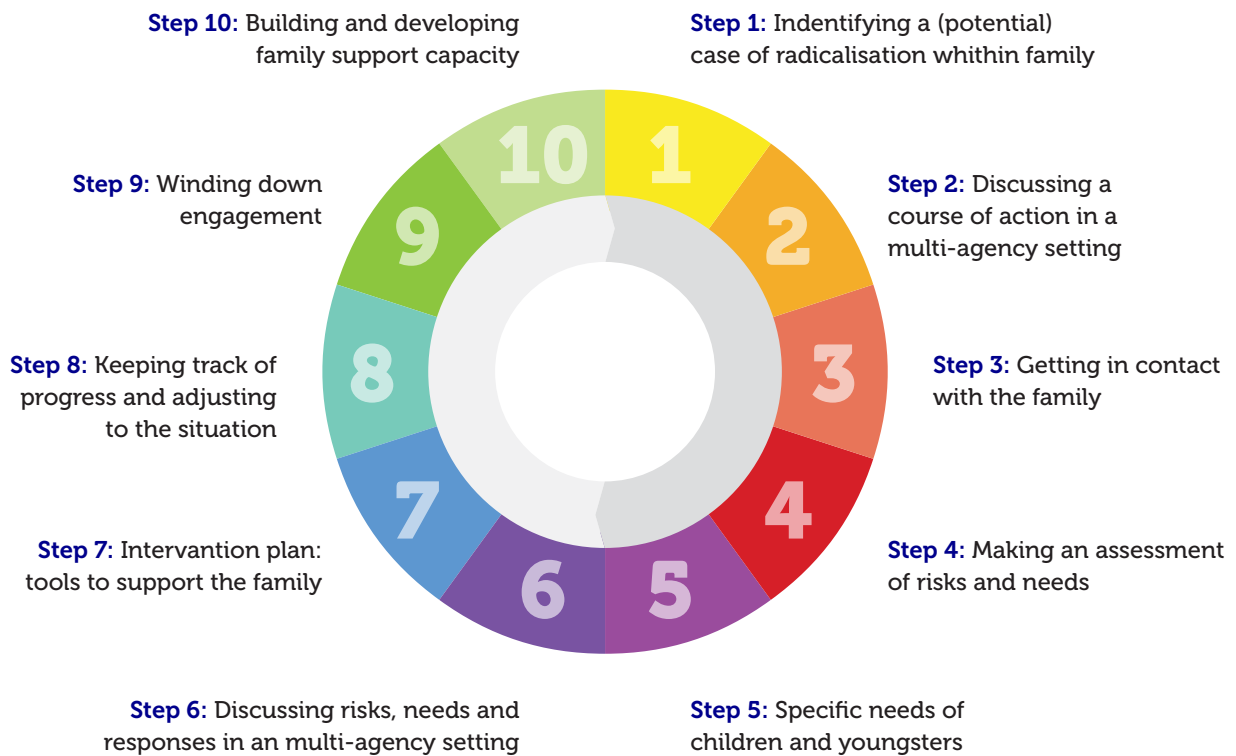 Step 1: Indentifying a (potential)
case of radicalisation whithin family
Step 2: Discussing a
course of action in a
multi-agency setting
Step 3: Getting in contact
with the family
Step 4: Making an assessment
of risks and needs
Step 5: Specific needs of
children and youngsters
Step 6: Discussing risks, needs and
responses in an multi-agency setting
Step 7: Intervantion plan:
tools to support the family
Step 8: Keeping track of
progress and adjusting
to the situation
Step 9: Winding down
engagement
Step 10: Building and developing
family support capacity
1
2
3
4
5
6
7
8
9
10